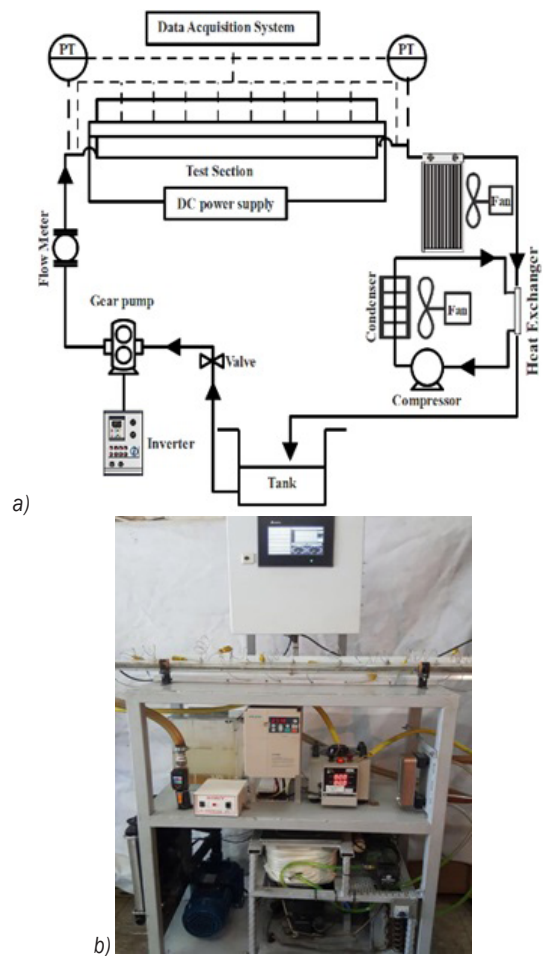 Data Acquisition System
PT
PT
Test Section
DC power supply
Flow Meter
Fan
Gear pump
Condenser
Fan
Heat Exchanger
Valve
Compressor
Inverter
Tank
a)
b)